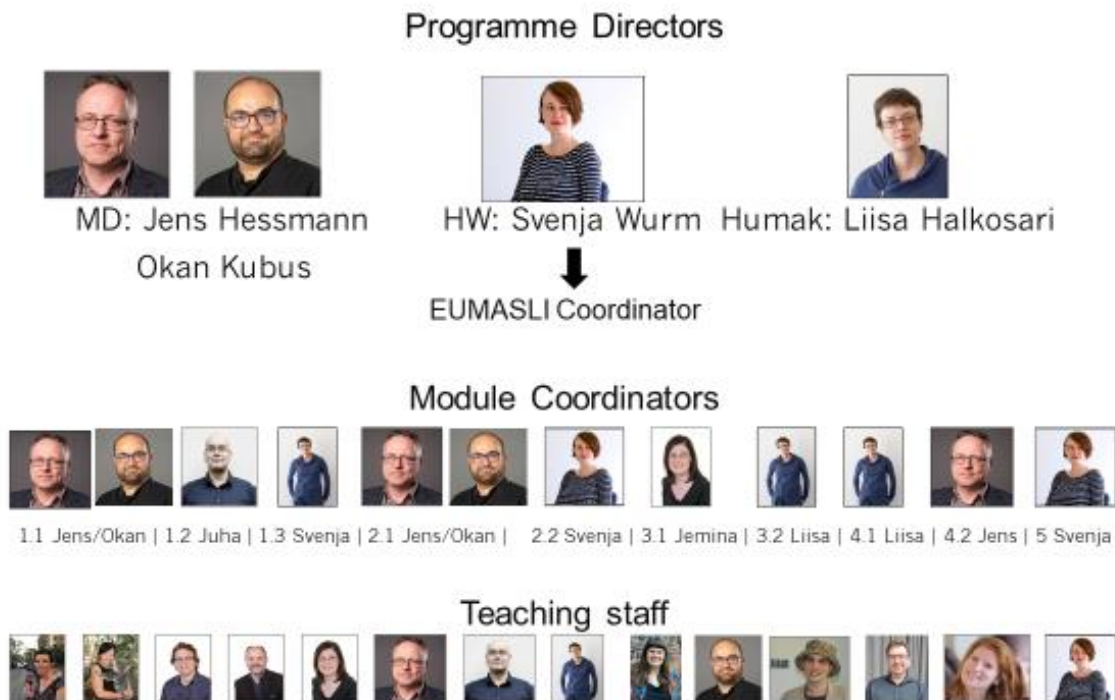 Programme Directors
MD: Jens Hessmann
Okan Kubus
HW: Svenja Wurm
Humak: Liisa Halkosari
EUMASLI Coordinator
Module Coordinators
1.1 Jens/Okan | 1.2 Juha | 1.3 Svenja | 2.1 Jens/Okan | 2.2 Svenja | 3.1 Jemina | 3.2 Liisa | 4.1 Liisa | 4.2 Jens | 5 Svenja
Teaching staff